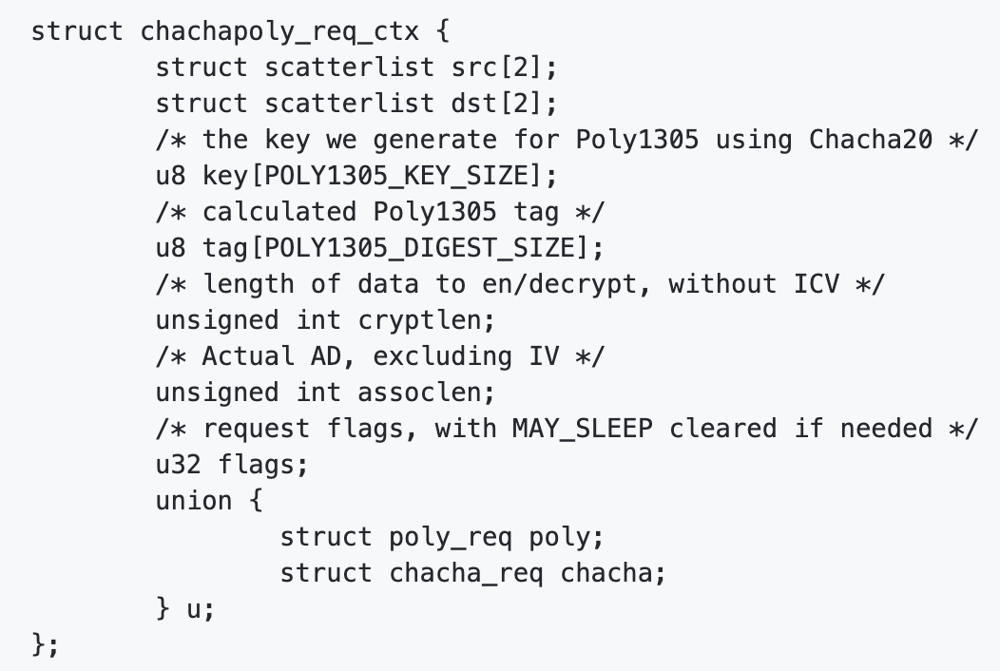 struct chachapoly_req_ctx {
        struct scatterlist src[2];
        struct scatterlist dst[2];
        /* the key we generate for Poly1305 using Chacha20 */
        u8 key[POLY1305_KEY_SIZE];
        /* calculated Poly1305 tag */
        u8 tag[POLY1305_DIGEST_SIZE];
        /* length of data to en/decrypt, without ICV */
        unsigned int cryptlen;
        /* Actual AD, excluding IV */
        unsigned int assoclen;
        /* request flags, with MAY_SLEEP cleared if needed */
        u32 flags;
        union {
                struct poly_req poly;
                struct chacha_req chacha;
        } u;
};